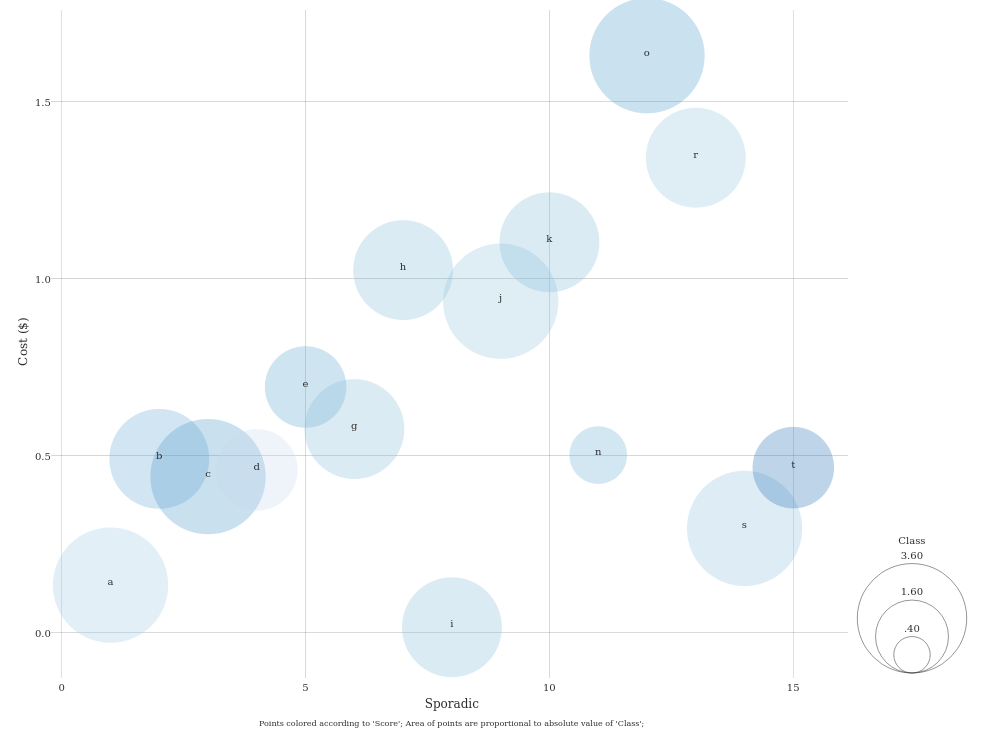 o
1.5
r
k
h
1.0
j
Cost ($)
e
g
b
n
0.5
t
d
c
s
a
Class
3.60
1.60
.40
i
0.0
0
5
10
15
Sporadic
Points colored according to 'Score'; Area of points are proportional to absolute value of 'Class';